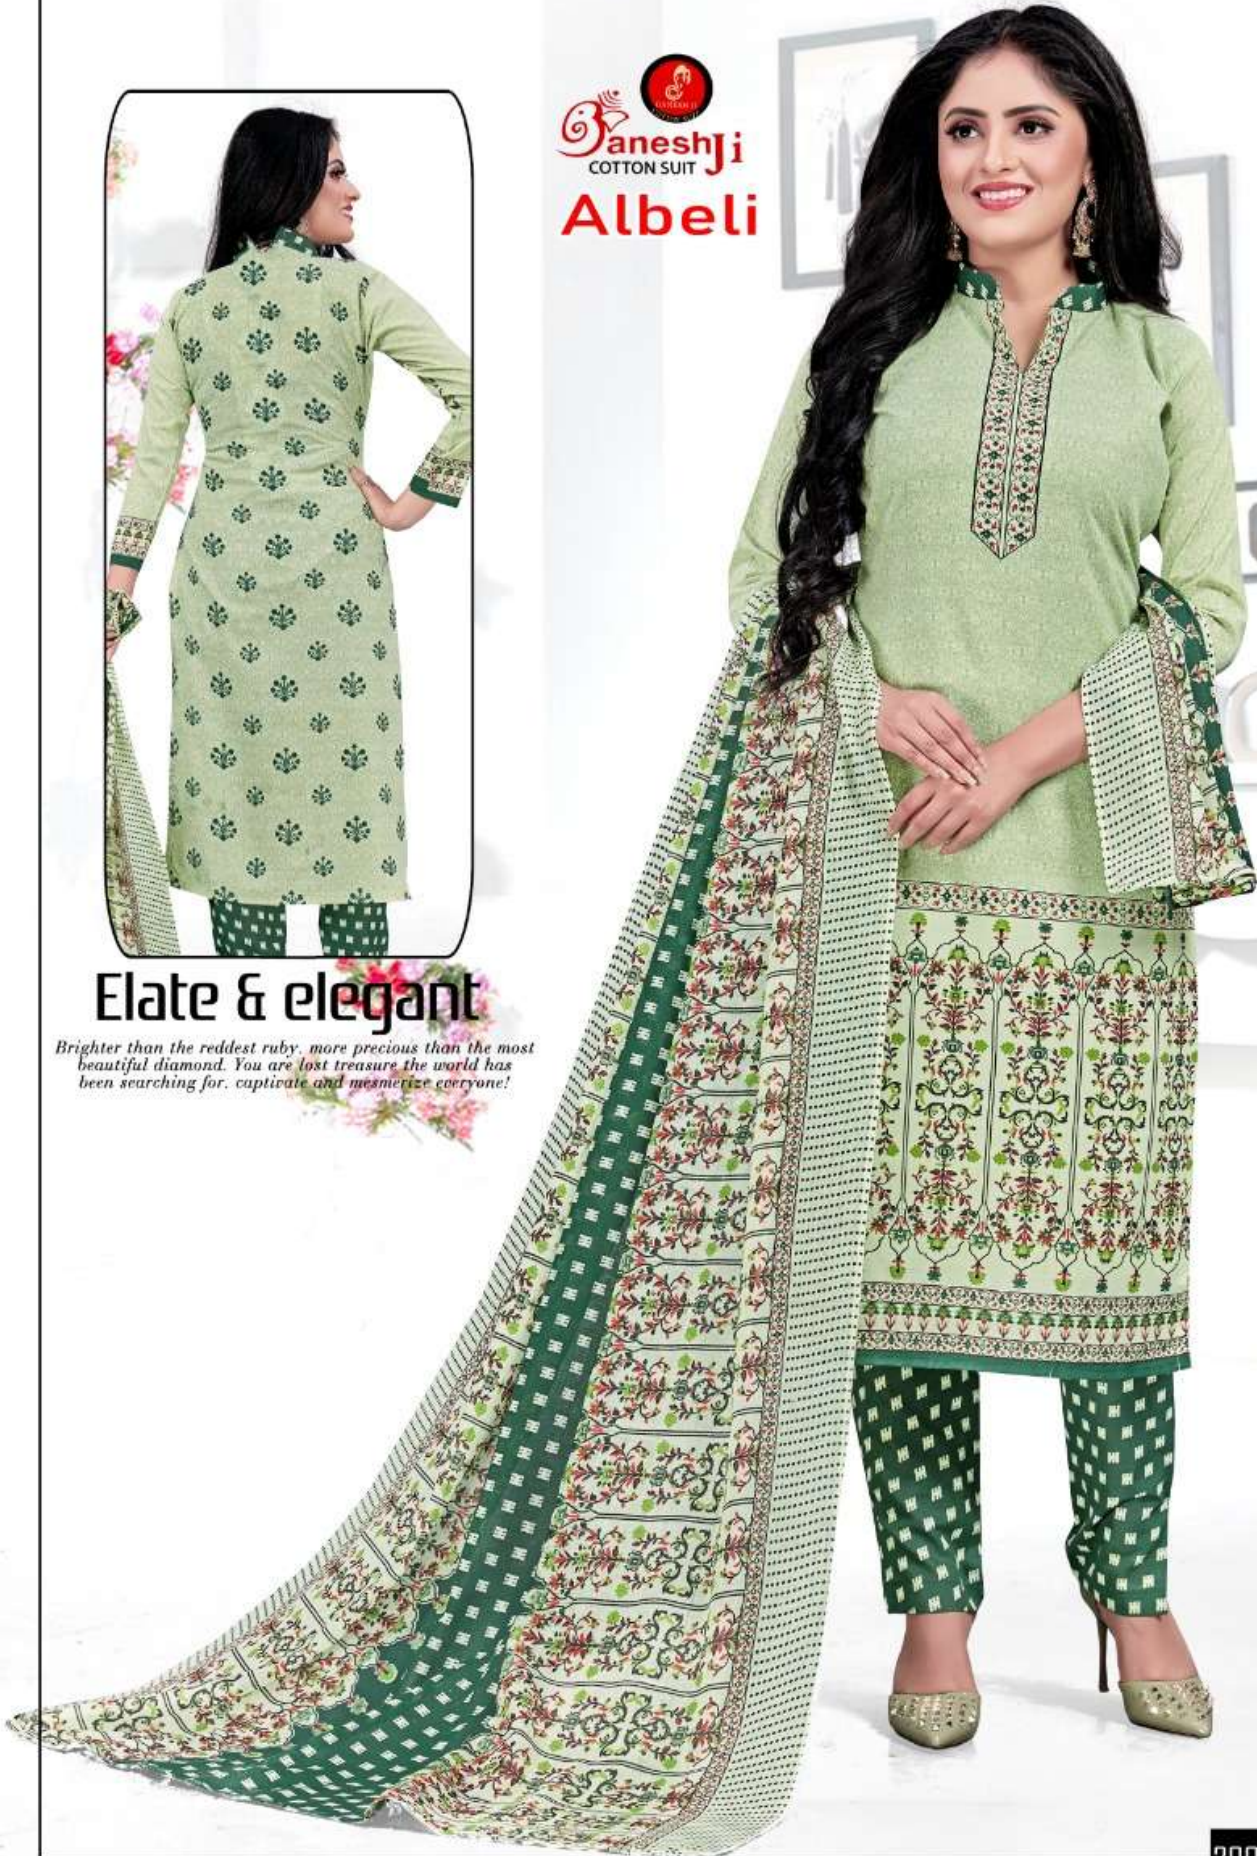 GaneshJi
COTTON SUIT
Albeli
Elate & elegant
Brighter than the reddest ruby. more precious than the most
beautiful diamond. You are lost treasure the world has
been searching for. captivate and mesmerize everyone!